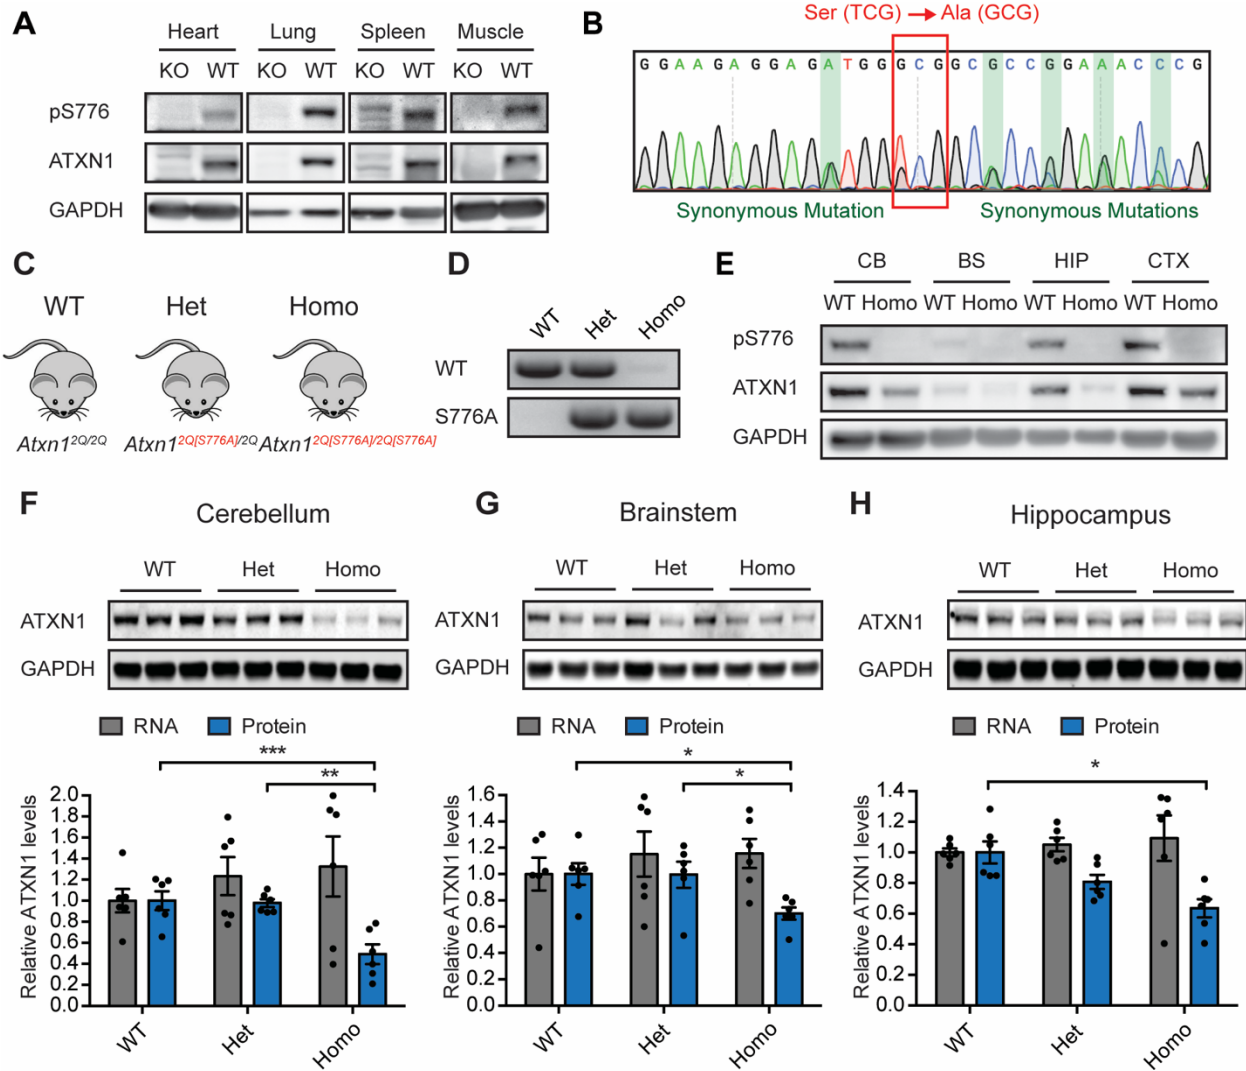 A
Heart Lung Spleen Muscle
KO WT KO WT KO WT KO WT
pS776
ATXN1
GAPDH
B
Ser (TCG) → Ala (GCG)
G G A A G A G G A G A T G G G C G G C G C C G G A A A C C C G
Synonymous Mutation Synonymous Mutations
C
WT Het Homo
Atxn1 2Q/2Q Atxn1 2Q[S776A]/2Q Atxn1 2Q[S776A]/2Q[S776A]
D
WT Het Homo
WT
S776A
E
CB BS HIP CTX
WT Homo WT Homo WT Homo WT Homo
pS776
ATXN1
GAPDH
F
Cerebellum
WT Het Homo
ATXN1
GAPDH
RNA Protein
***
**
Relative ATXN1 levels
2.0
1.8
1.6
1.4
1.2
1.0
0.8
0.6
0.4
0.2
0.0
WT Het Homo
G
Brainstem
WT Het Homo
ATXN1
GAPDH
RNA Protein
*
*
Relative ATXN1 levels
1.6
1.4
1.2
1.0
0.8
0.6
0.4
0.2
0.0
WT Het Homo
H
Hippocampus
WT Het Homo
ATXN1
GAPDH
RNA Protein
*
Relative ATXN1 levels
1.4
1.2
1.0
0.8
0.6
0.4
0.2
0.0
WT Het Homo